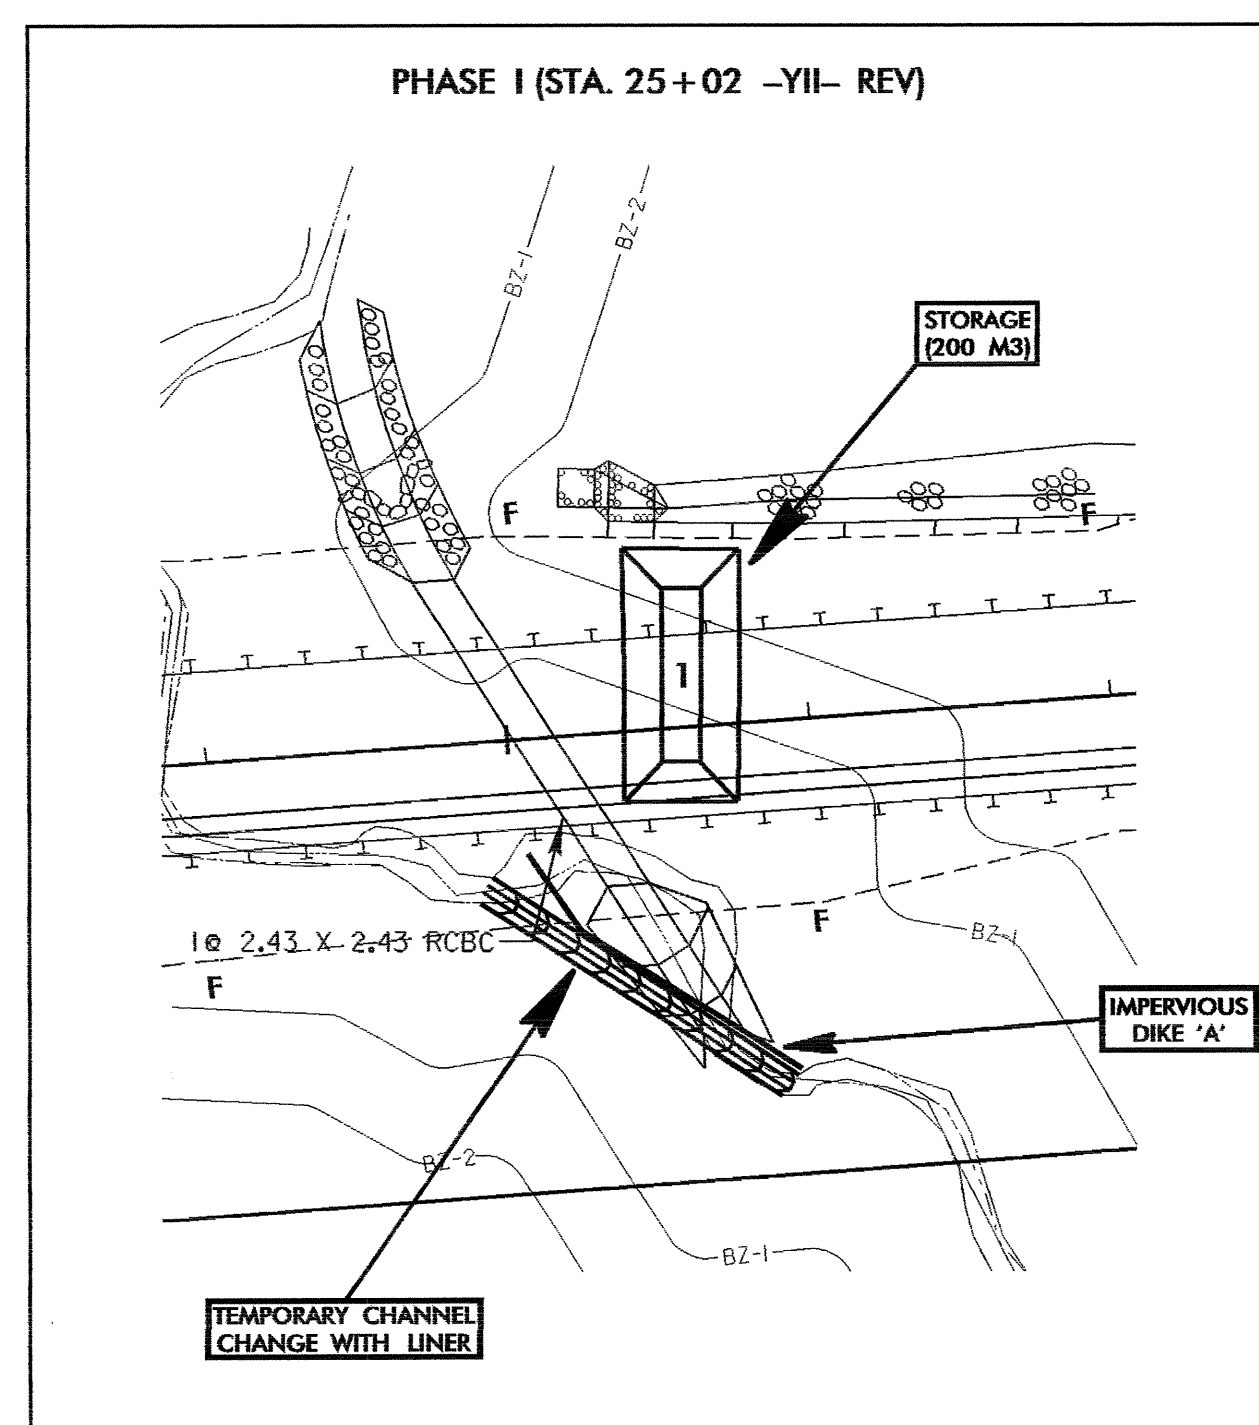 PHASE I (STA. 25+02 -YII- REV)
BZ-1
BZ-2
STORAGE
(200 M3)
F
F
1
1@ 2.43 X 2.43 RCBC
F
F
BZ-1
IMPERVIOUS
DIKE 'A'
BZ-2
BZ-1
TEMPORARY CHANNEL
CHANGE WITH LINER